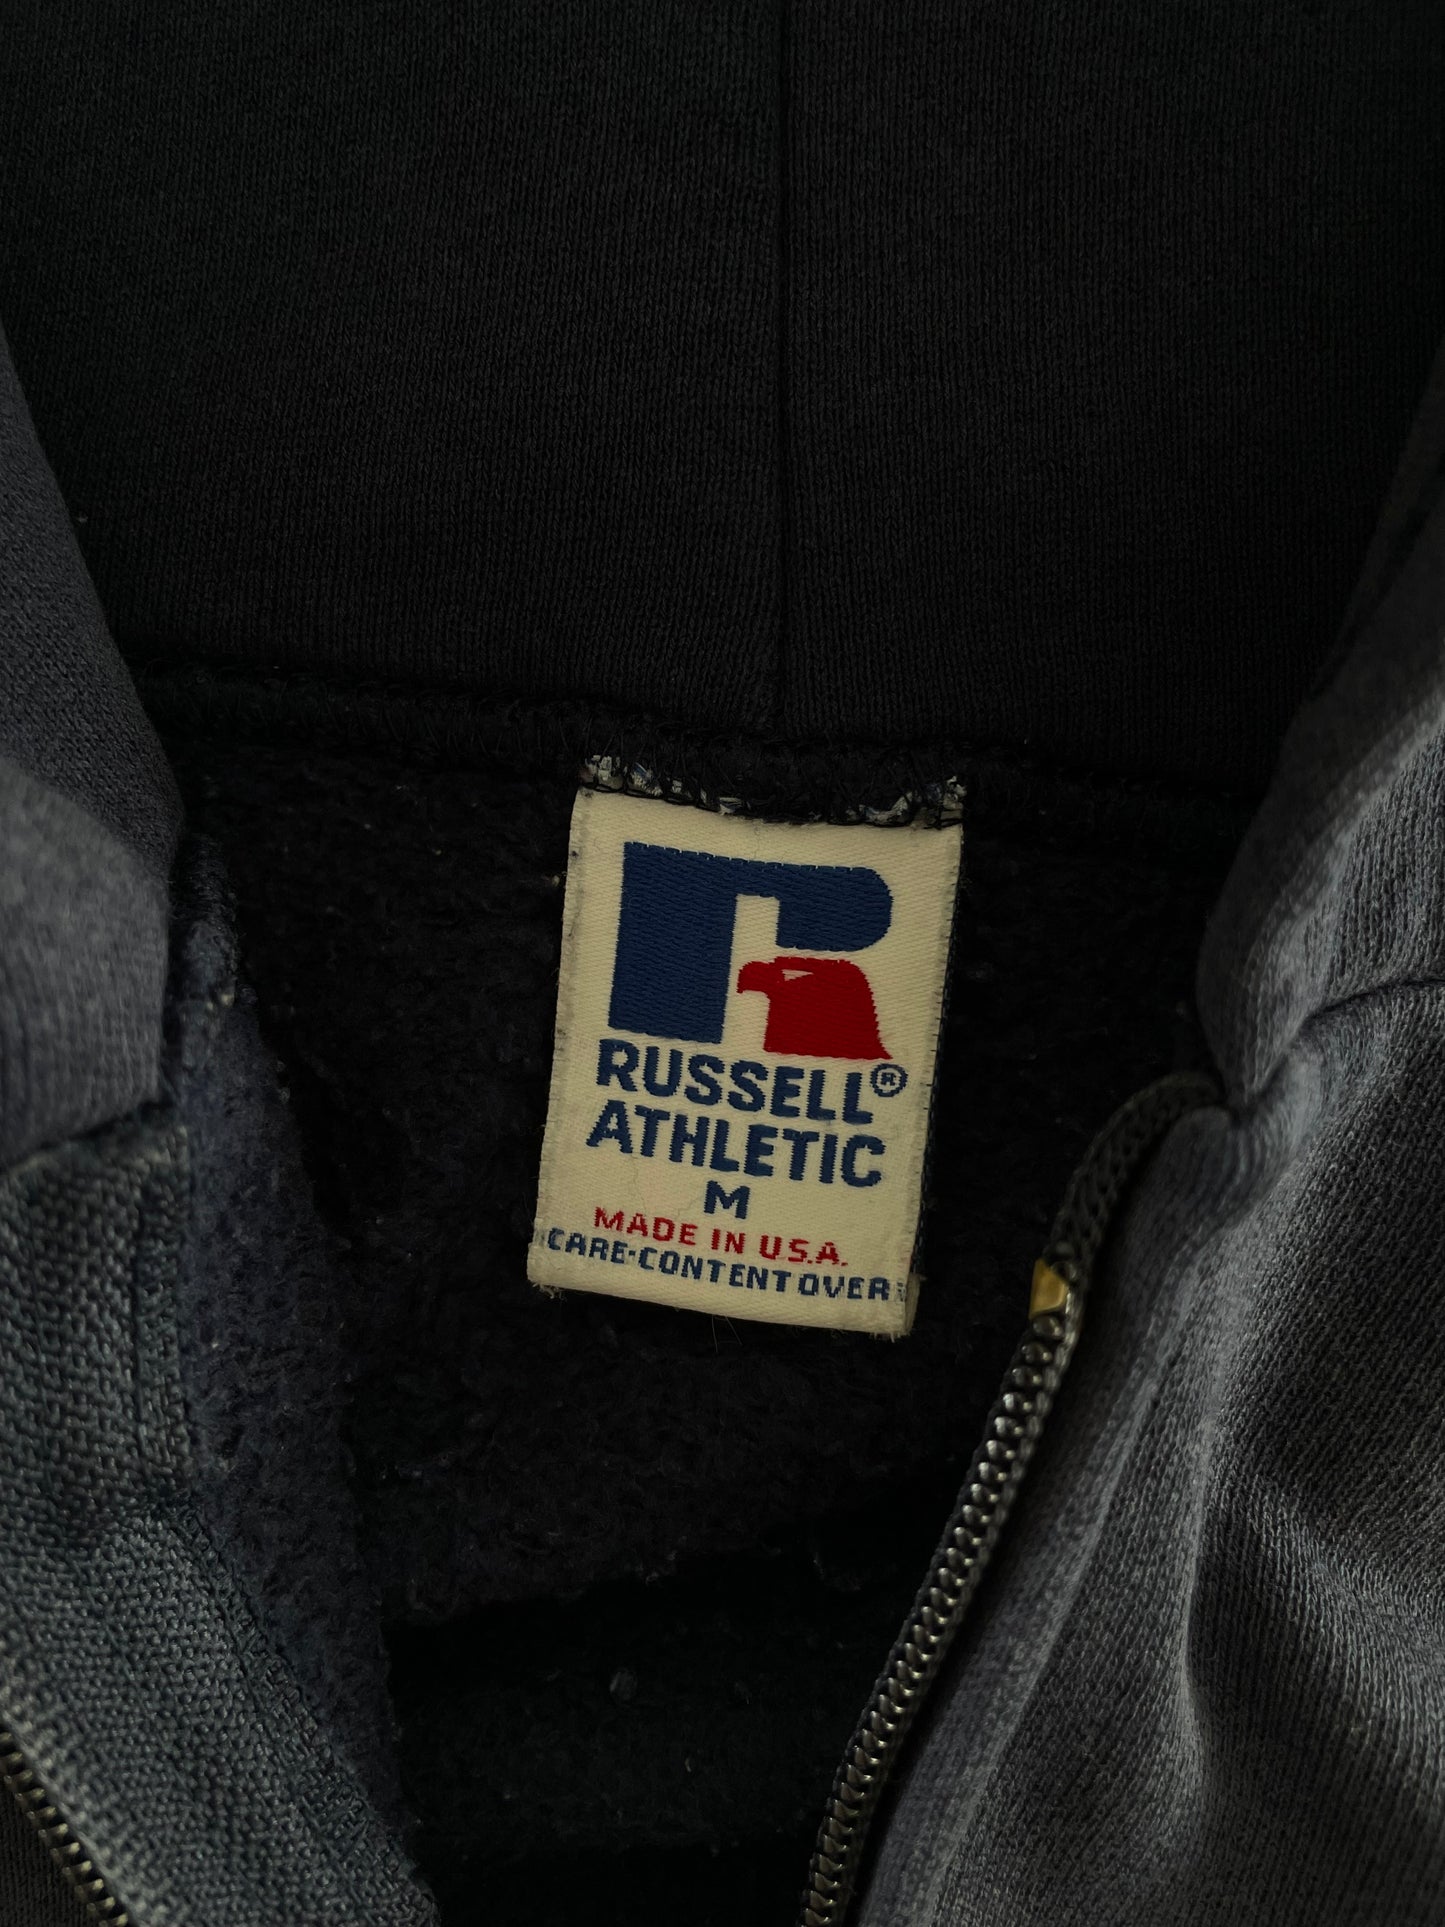 R
RUSSELL®
ATHLETIC
M
MADE IN U.S.A.
CARE-CONTENT OVER